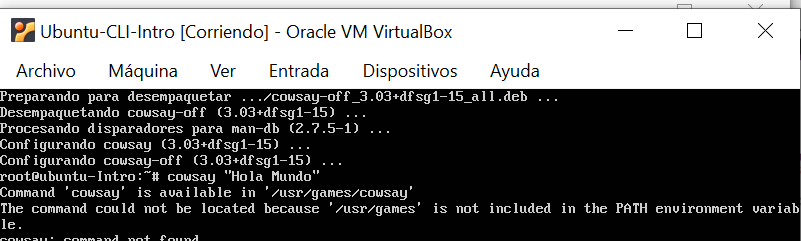 Ubuntu-CLI-Intro [Corriendo] - Oracle VM VirtualBox
Archivo Máquina Ver Entrada Dispositivos Ayuda
Preparando para desempaquetar .../cowsay-off_3.03+dfsg1-15_all.deb ...
Desempaquetando cowsay-off (3.03+dfsg1-15) ...
Procesando disparadores para man-db (2.7.5-1) ...
Configurando cowsay (3.03+dfsg1-15) ...
Configurando cowsay-off (3.03+dfsg1-15) ...
root@ubuntu-Intro:~# cowsay "Hola Mundo"
Command 'cowsay' is available in '/usr/games/cowsay'
The command could not be located because '/usr/games' is not included in the PATH environment variab
le.
cowsay: command not found